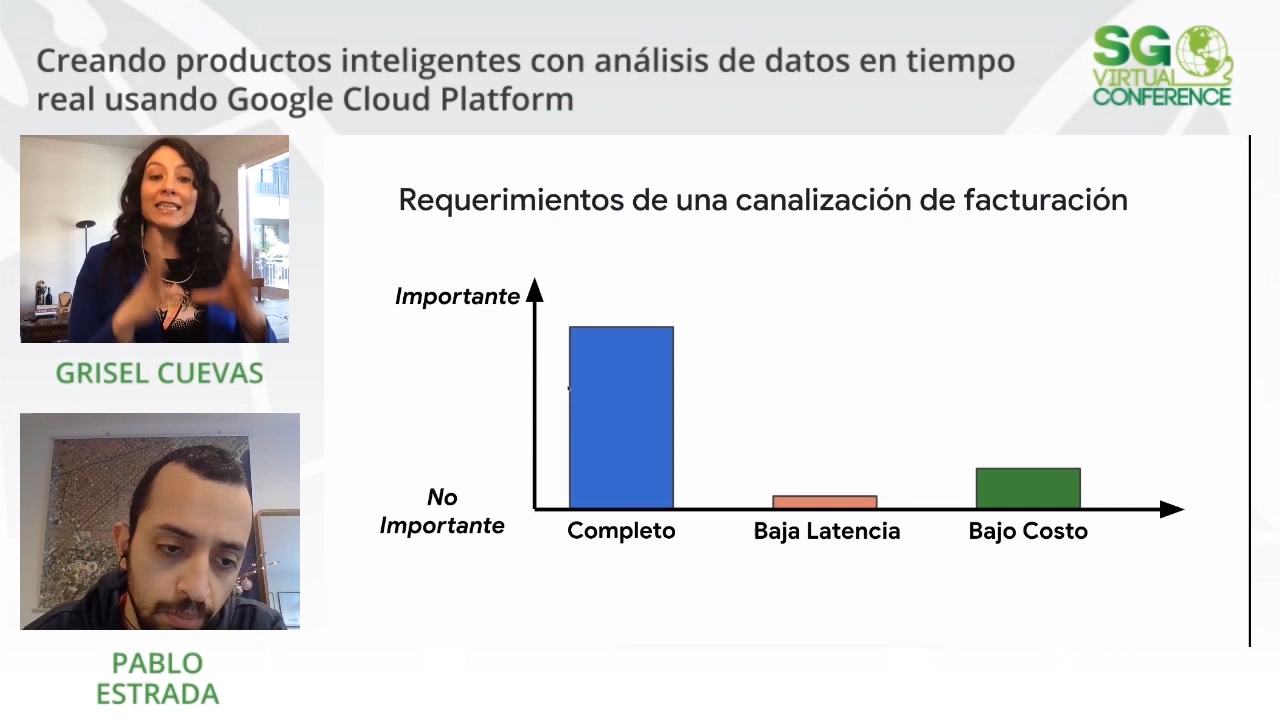 Creando productos inteligentes con análisis de datos en tiempo
real usando Google Cloud Platform
SG
VIRTUAL
CONFERENCE
GRISEL CUEVAS
PABLO
ESTRADA
Requerimientos de una canalización de facturación
Importante
No
Importante
Completo
Baja Latencia
Bajo Costo